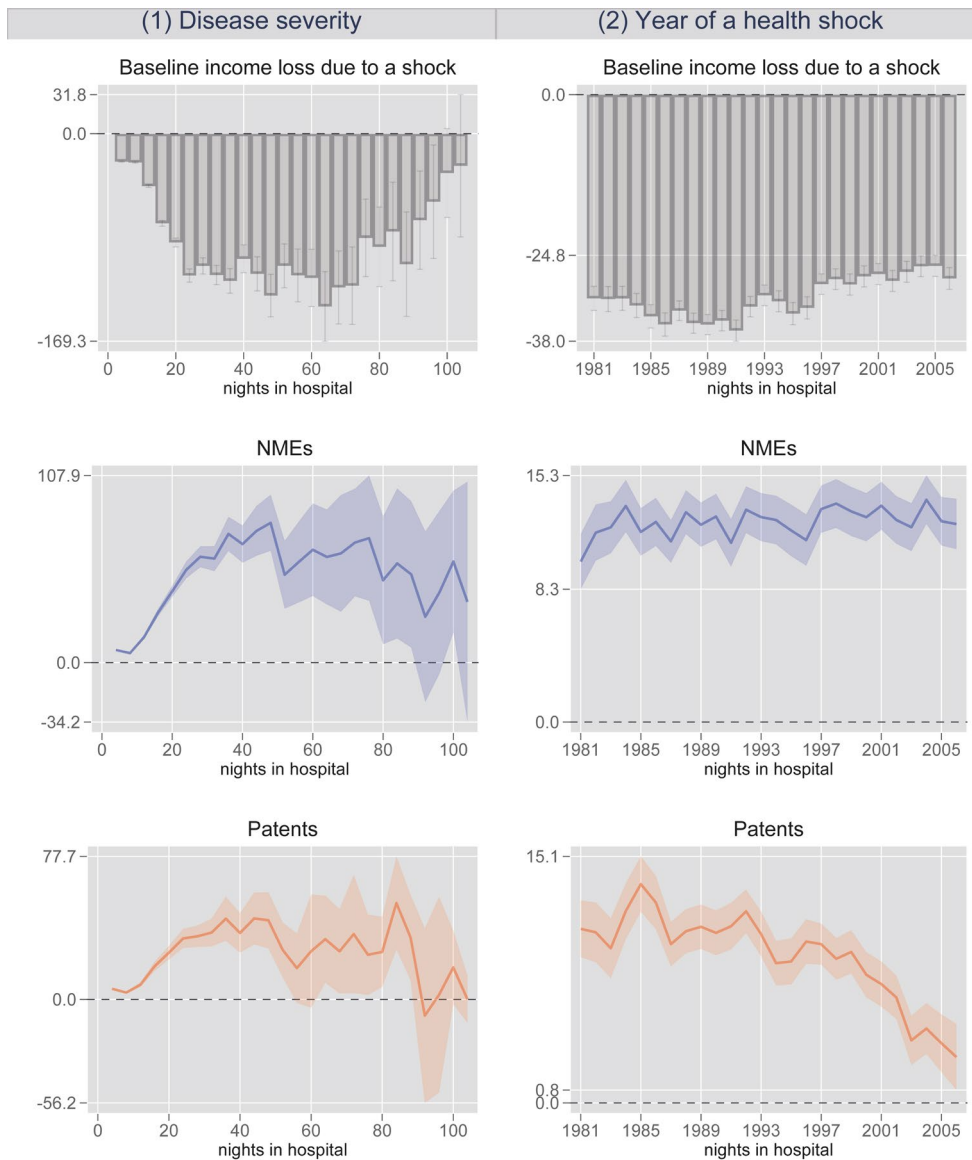 (1) Disease severity
(2) Year of a health shock
Baseline income loss due to a shock
31.8
0.0
-169.3
0 20 40 60 80 100
nights in hospital
Baseline income loss due to a shock
0.0
-24.8
-38.0
1981 1985 1989 1993 1997 2001 2005
nights in hospital
NMEs
107.9
0.0
-34.2
0 20 40 60 80 100
nights in hospital
NMEs
15.3
8.3
0.0
1981 1985 1989 1993 1997 2001 2005
nights in hospital
Patents
77.7
0.0
-56.2
0 20 40 60 80 100
nights in hospital
Patents
15.1
0.8
0.0
1981 1985 1989 1993 1997 2001 2005
nights in hospital